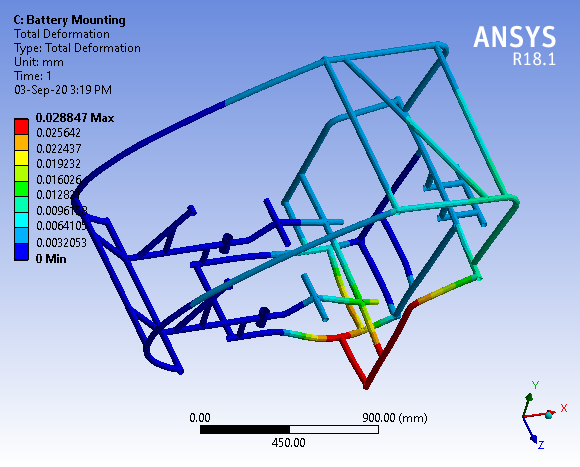 C: Battery Mounting
Total Deformation
Type: Total Deformation
Unit: mm
Time: 1
03-Sep-20 3:19 PM
ANSYS
R18.1
0.028847 Max
0.025642
0.022437
0.019232
0.016026
0.0064105
0.0032053
0 Min
0.00
900.00 (mm)
450.00
Y
X
Z